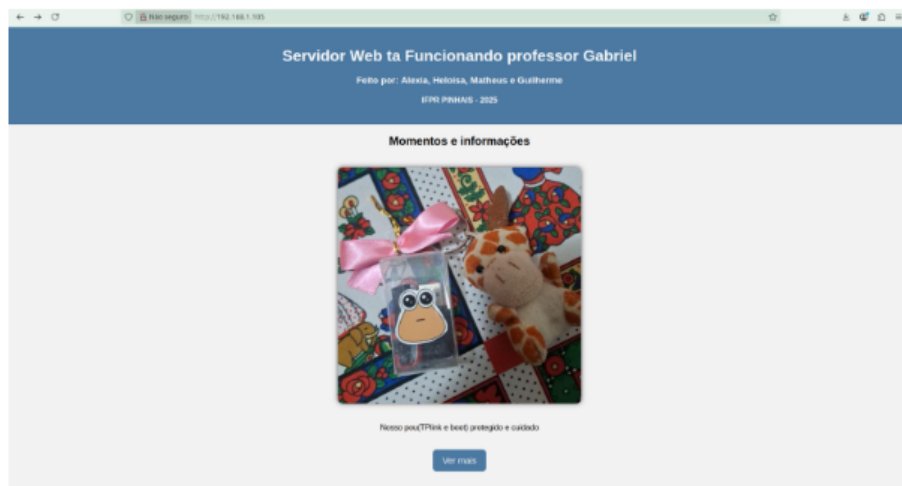 Não seguro http://192.168.1.105
Servidor Web ta Funcionando professor Gabriel
Feito por: Alexia, Heloisa, Matheus e Guilherme
IFPR PINHAIS - 2025
Momentos e informações
Nosso pou(TPlink e boot) protegido e cuidado
Ver mais